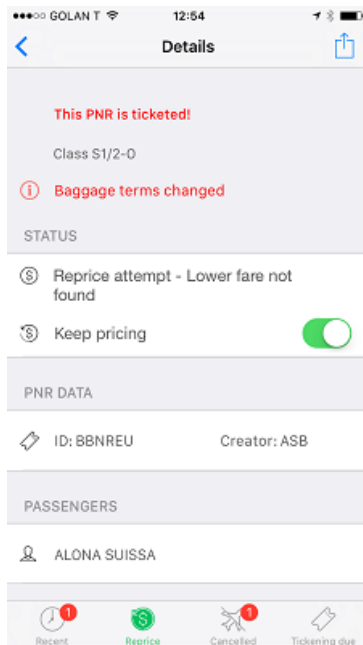 GOLAN T 12:54
Details
This PNR is ticketed!
Class S1/2-0
Baggage terms changed
STATUS
Reprice attempt - Lower fare not
found
Keep pricing
PNR DATA
ID: BBNREU Creator: ASB
PASSENGERS
ALONA SUISSA
1 1
Recent Reprice Cancelled Tickening due